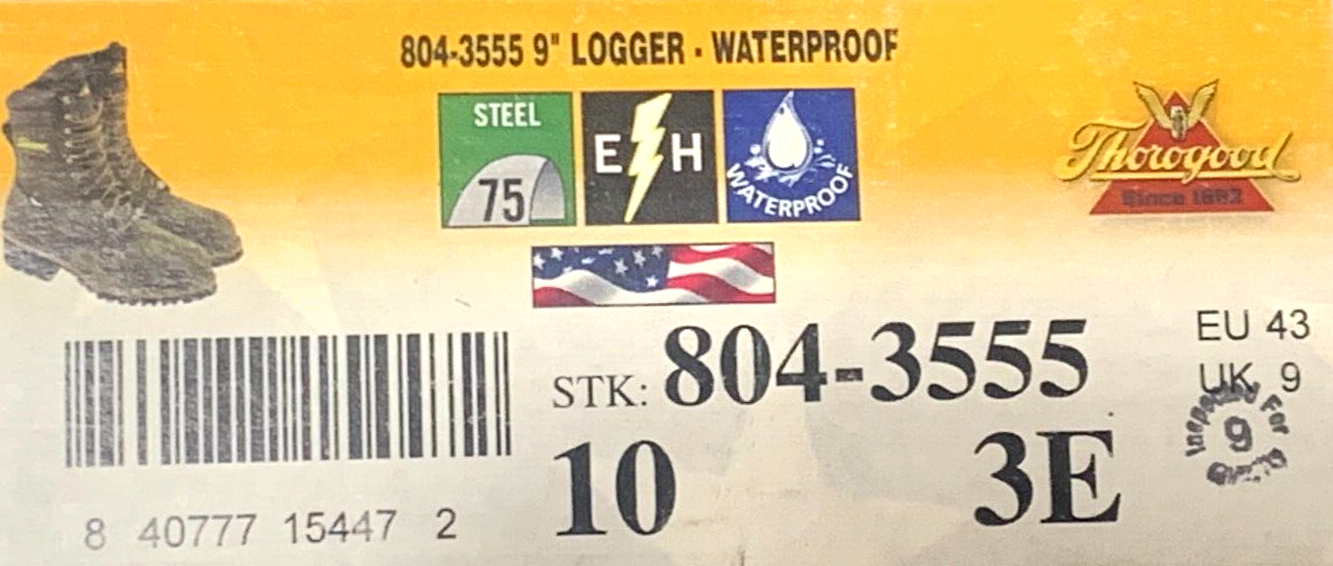 804-3555 9" LOGGER · WATERPROOF
STEEL
75
E H
WATERPROOF
Thorogood
Since 1892
EU 43
UK 9
STK: 804-3555
10 3E
Inspected For
9
Quality
8 40777 15447 2